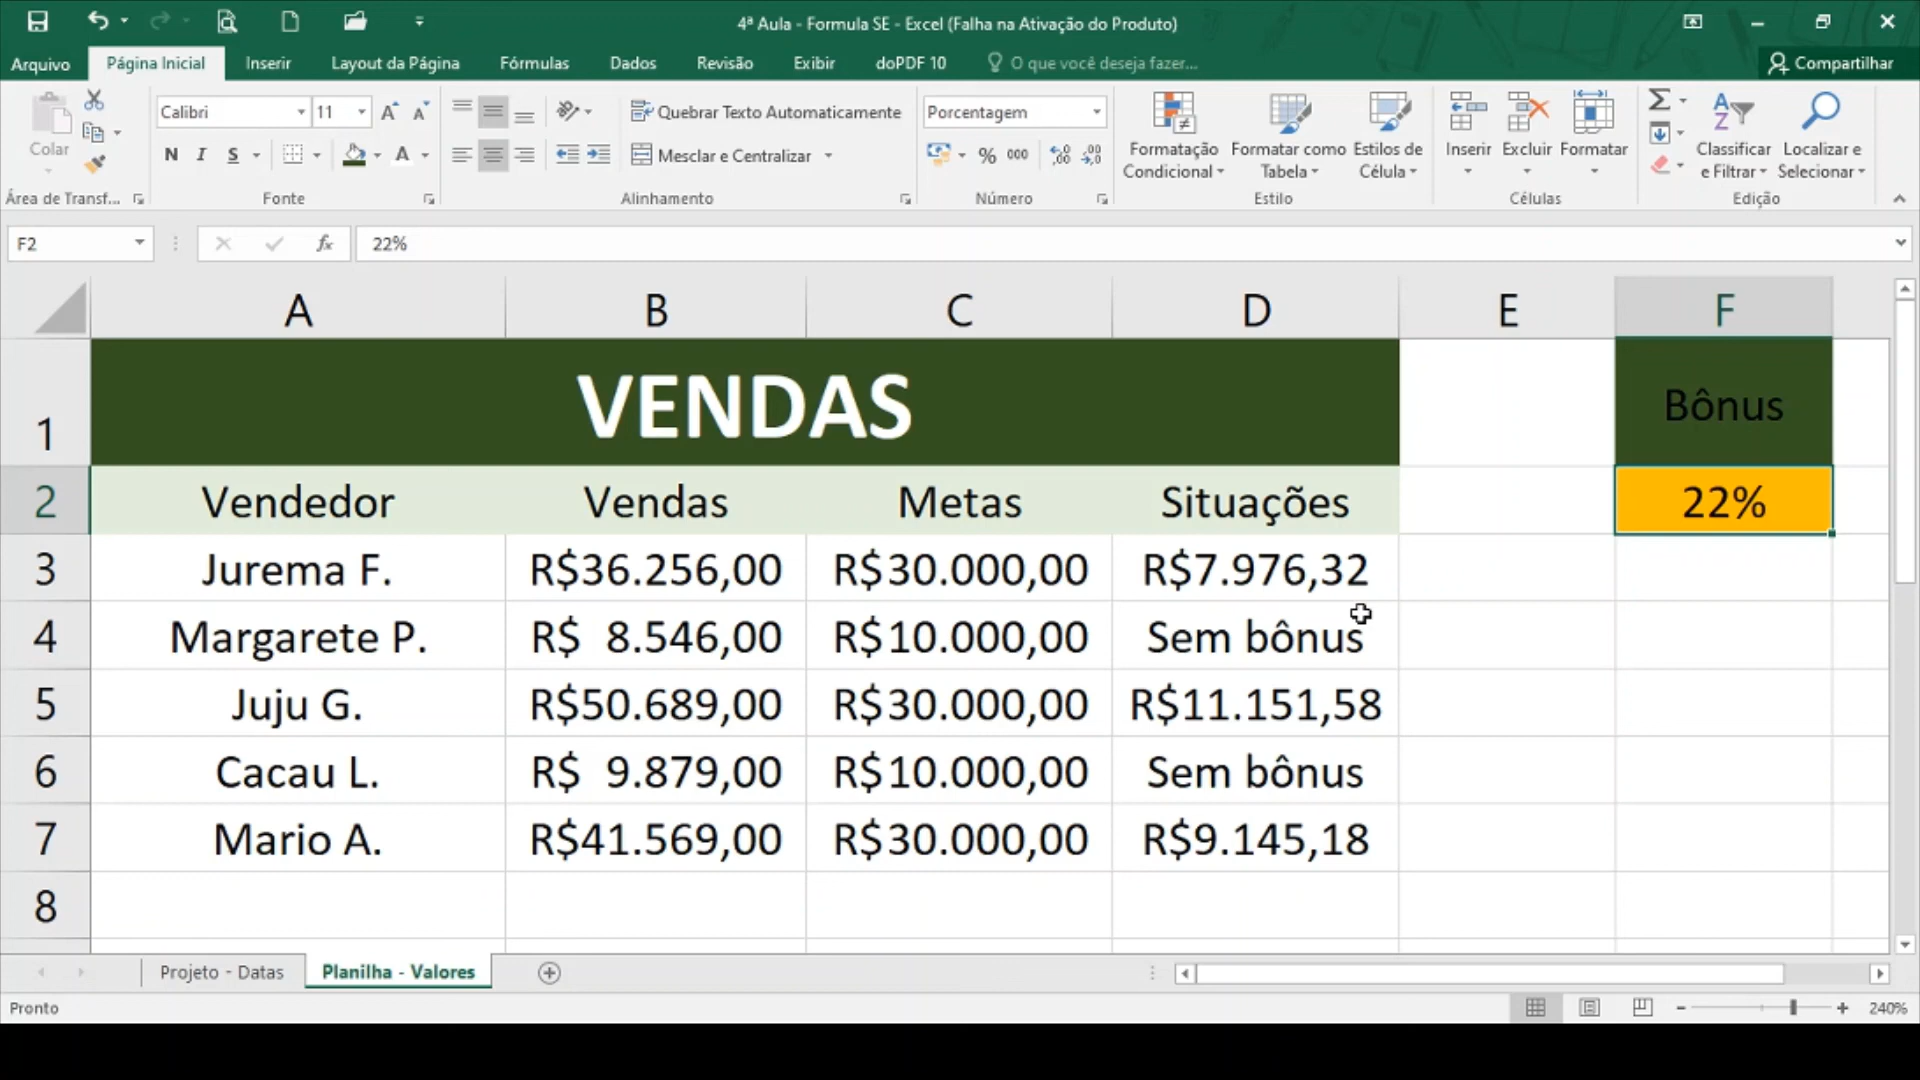 4ª Aula - Formula SE - Excel (Falha na Ativação do Produto)
Arquivo Página Inicial Inserir Layout da Página Fórmulas Dados Revisão Exibir doPDF 10 O que você deseja fazer... Compartilhar
Colar
Área de Transf...
Calibri 11
N I S
Fonte
Quebrar Texto Automaticamente
Mesclar e Centralizar
Alinhamento
Porcentagem
% 000
Número
Formatação Condicional
Formatar como Tabela
Estilos de Célula
Estilo
Inserir Excluir Formatar
Células
Classificar e Filtrar
Localizar e Selecionar
Edição
F2 fx 22%
A B C D E F
1 VENDAS Bônus
2 Vendedor Vendas Metas Situações 22%
3 Jurema F. R$36.256,00 R$30.000,00 R$7.976,32
4 Margarete P. R$ 8.546,00 R$10.000,00 Sem bônus
5 Juju G. R$50.689,00 R$30.000,00 R$11.151,58
6 Cacau L. R$ 9.879,00 R$10.000,00 Sem bônus
7 Mario A. R$41.569,00 R$30.000,00 R$9.145,18
8
Projeto - Datas Planilha - Valores
Pronto 240%